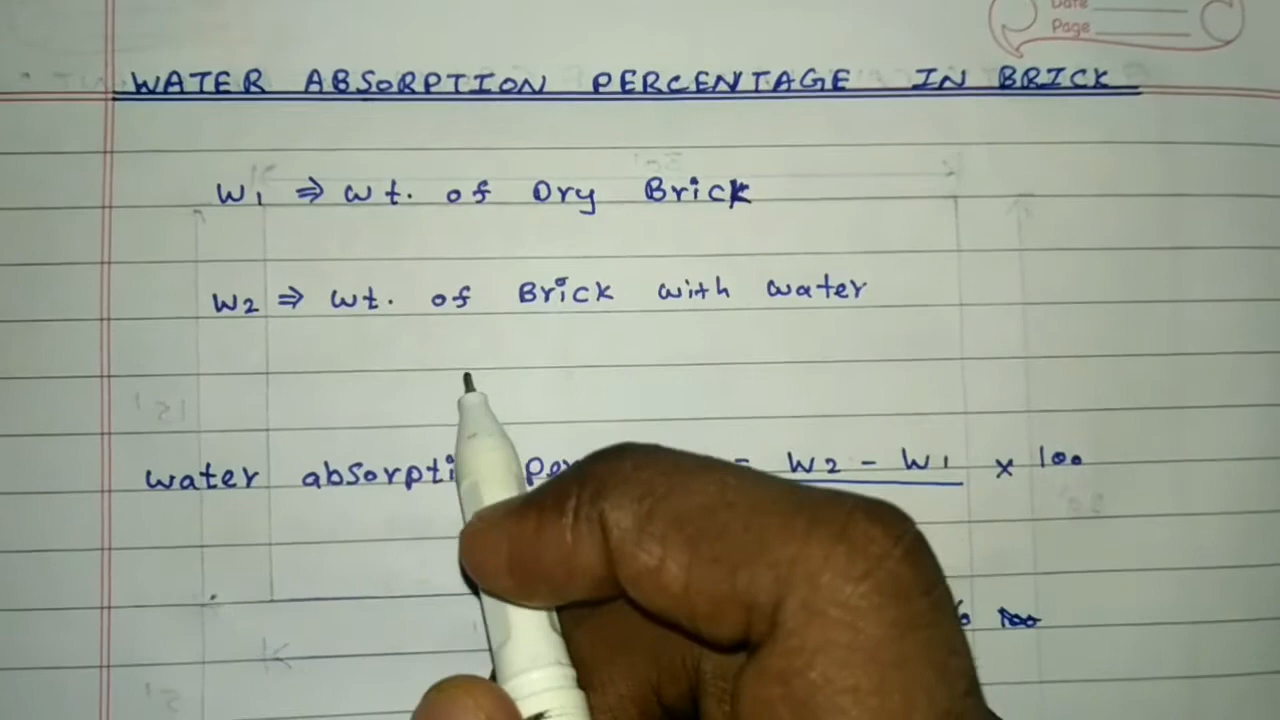 Date
Page
WATER ABSORPTION PERCENTAGE IN BRICK
W1 ⇒ wt. of Dry Brick
W2 ⇒ wt. of Brick with water
water = W2 - W1 × 100